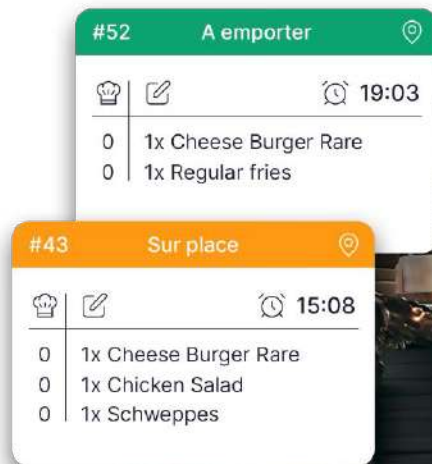 #52 A emporter
19:03
0 1x Cheese Burger Rare
0 1x Regular fries
#43 Sur place
15:08
0 1x Cheese Burger Rare
0 1x Chicken Salad
0 1x Schweppes